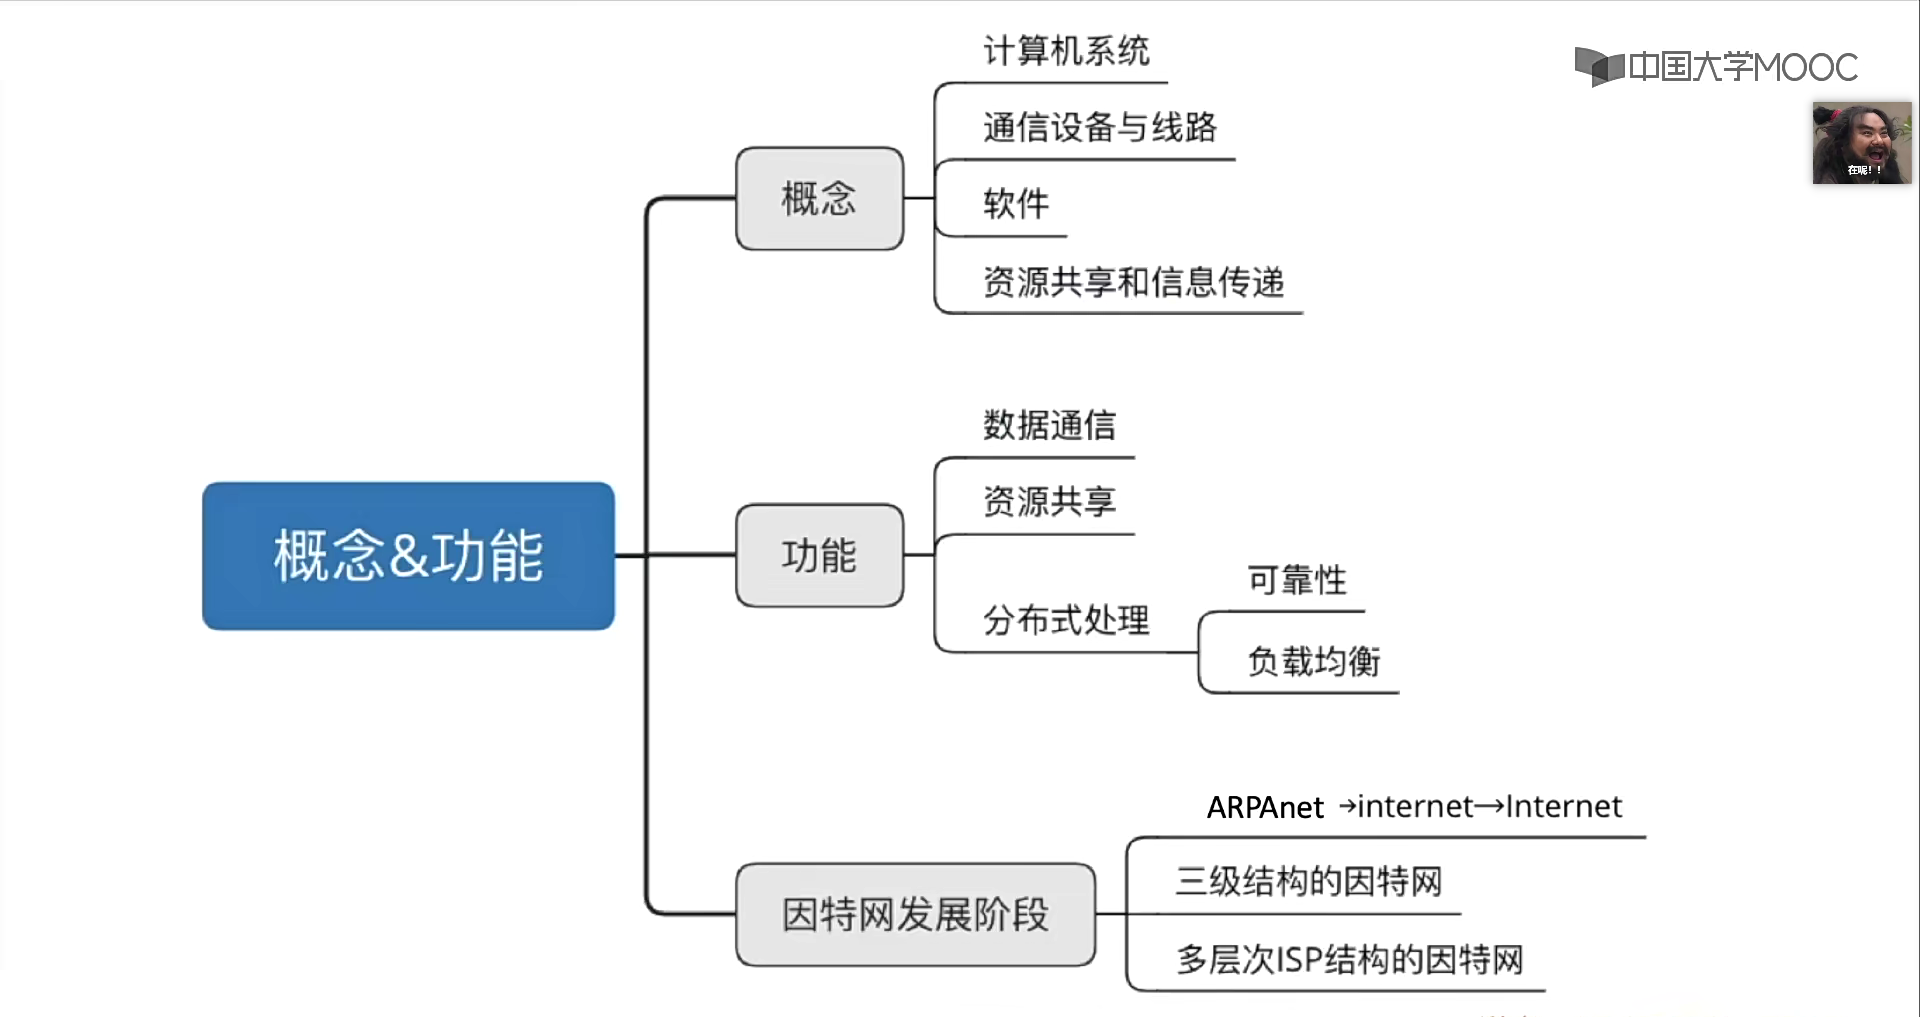 中国大学MOOC
在呢！！
概念&功能
概念
计算机系统
通信设备与线路
软件
资源共享和信息传递
功能
数据通信
资源共享
分布式处理
可靠性
负载均衡
因特网发展阶段
ARPAnet →internet→Internet
三级结构的因特网
多层次ISP结构的因特网